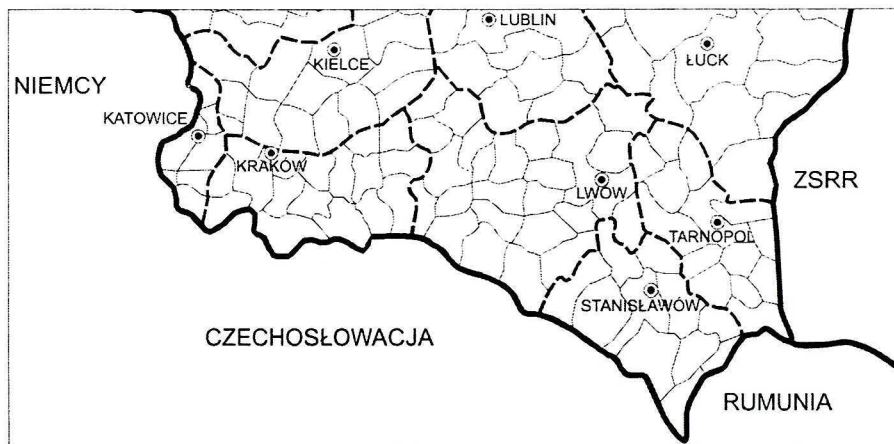 LUBLIN
KIELCE
ŁUCK
NIEMCY
KATOWICE
KRAKÓW
LWÓW
ZSRR
TARNOPOL
STANISŁAWÓW
CZECHOSŁOWACJA
RUMUNIA